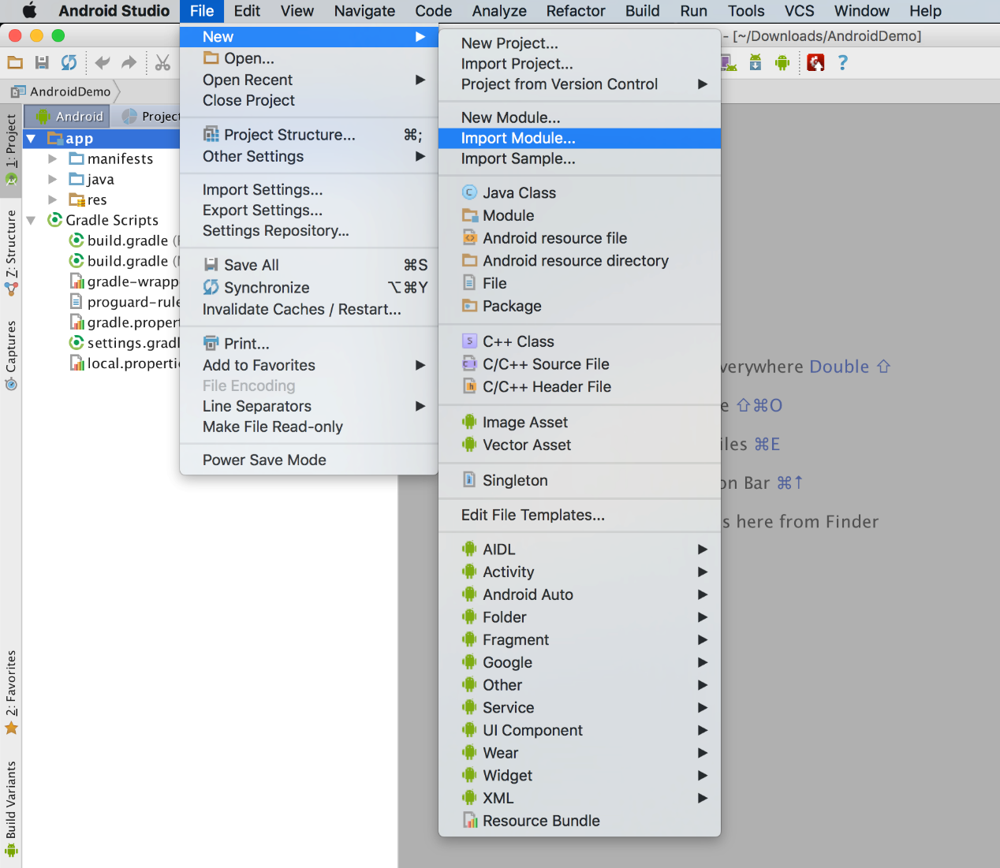 Android Studio File Edit View Navigate Code Analyze Refactor Build Run Tools VCS Window Help
- [~/Downloads/AndroidDemo]
AndroidDemo
Android Project
1: Project
Z: Structure
Captures
2: Favorites
Build Variants
app
manifests
java
res
Gradle Scripts
build.gradle
build.gradle
gradle-wrapp
proguard-rule
gradle.propert
settings.gradl
local.properti
New
Open...
Open Recent
Close Project
Project Structure... ⌘;
Other Settings
Import Settings...
Export Settings...
Settings Repository...
Save All ⌘S
Synchronize ⌥⌘Y
Invalidate Caches / Restart...
Print...
Add to Favorites
File Encoding
Line Separators
Make File Read-only
Power Save Mode
New Project...
Import Project...
Project from Version Control
New Module...
Import Module...
Import Sample...
Java Class
Module
Android resource file
Android resource directory
File
Package
C++ Class
C/C++ Source File
C/C++ Header File
Image Asset
Vector Asset
Singleton
Edit File Templates...
AIDL
Activity
Android Auto
Folder
Fragment
Google
Other
Service
UI Component
Wear
Widget
XML
Resource Bundle
verywhere Double ⇧
e ⇧⌘O
iles ⌘E
on Bar ⌘↑
s here from Finder